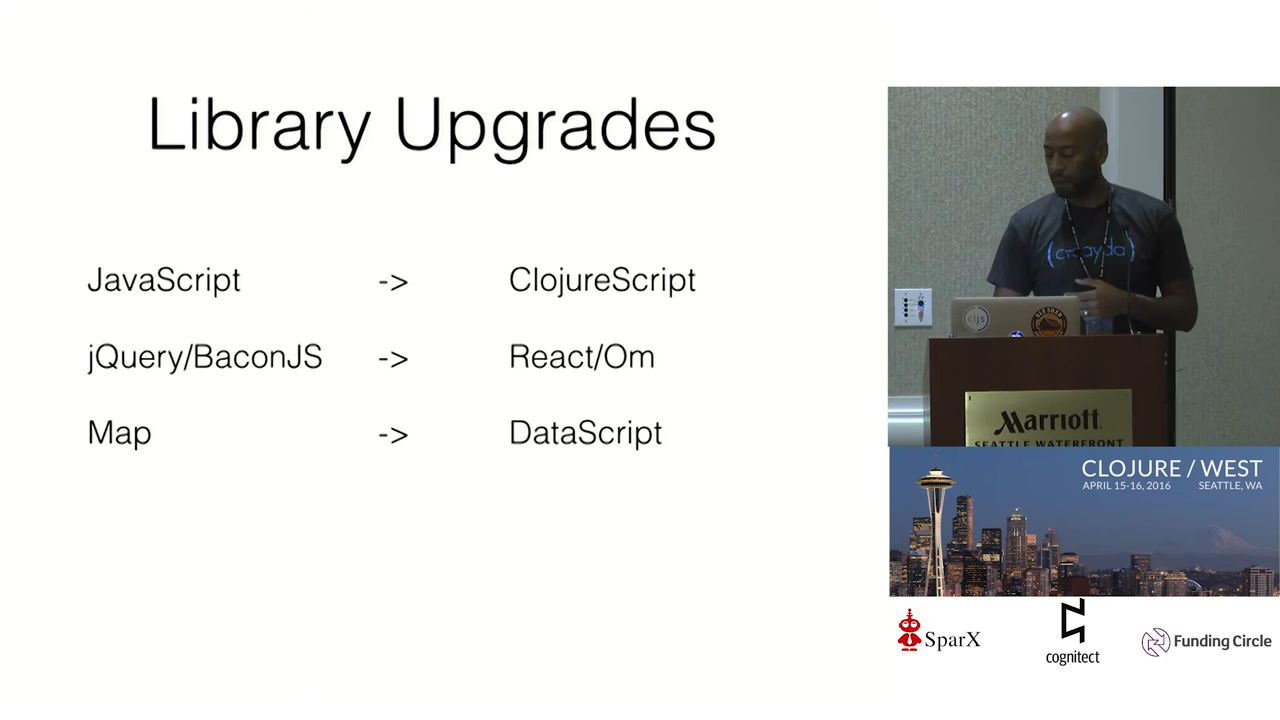 Library Upgrades
JavaScript -> ClojureScript
jQuery/BaconJS -> React/Om
Map -> DataScript
cljs
Marriott
SEATTLE WATERFRONT
CLOJURE / WEST
APRIL 15-16, 2016 SEATTLE, WA
SparX
cognitect
Funding Circle